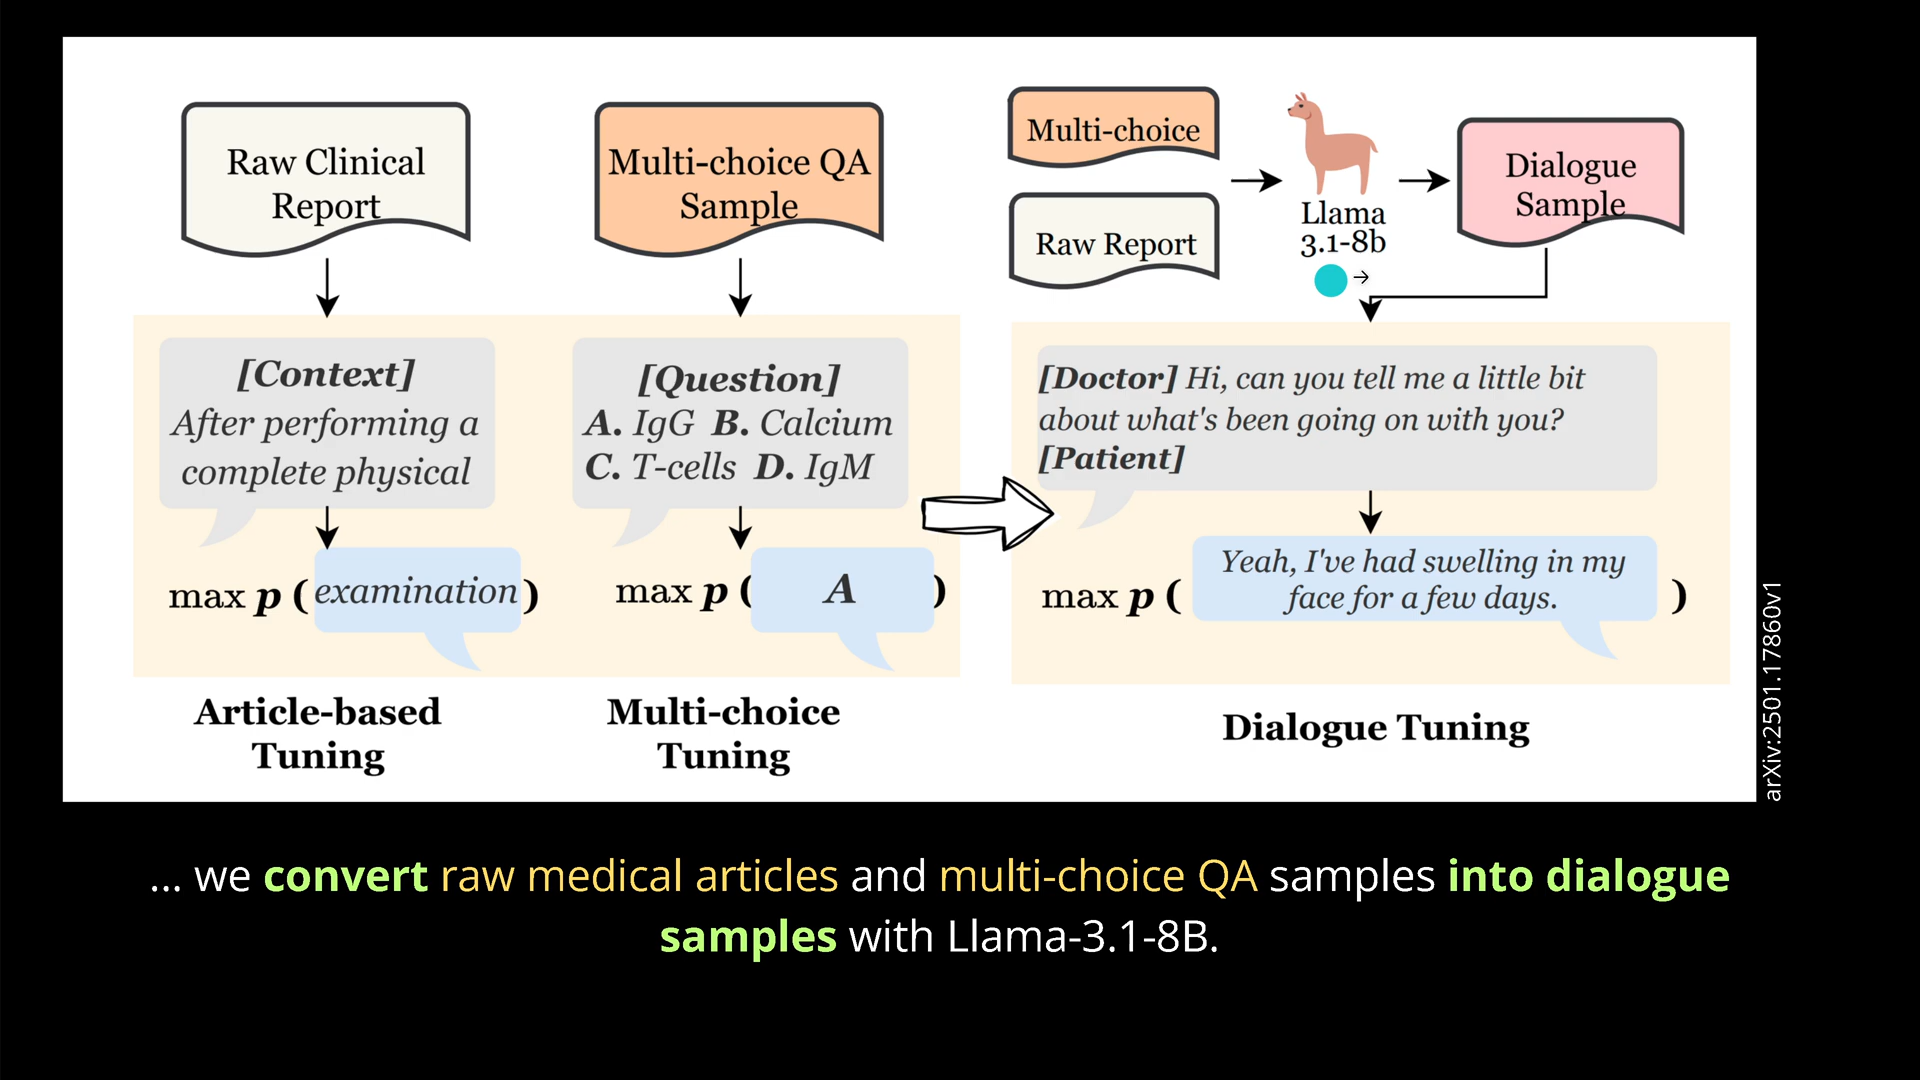 Raw Clinical
Report
[Context]
After performing a
complete physical
max p ( examination )
Article-based
Tuning
Multi-choice QA
Sample
[Question]
A. IgG B. Calcium
C. T-cells D. IgM
max p ( A )
Multi-choice
Tuning
Multi-choice
Raw Report
Llama
3.1-8b
→
Dialogue
Sample
[Doctor] Hi, can you tell me a little bit
about what's been going on with you?
[Patient]
max p (
Yeah, I've had swelling in my
face for a few days.
)
Dialogue Tuning
arXiv:2501.17860v1
... we convert raw medical articles and multi-choice QA samples into dialogue
samples with Llama-3.1-8B.